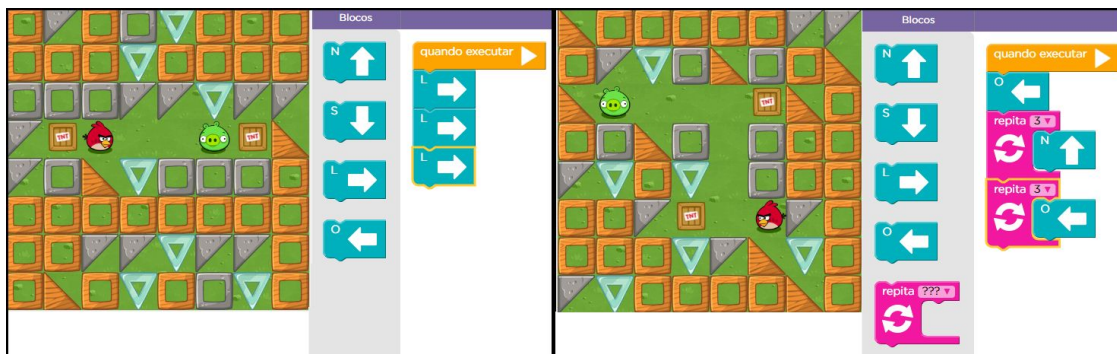 Blocos
N
S
L
O
quando executar
L
L
L
TNT
TNT
Blocos
N
S
L
O
repita ???
quando executar
O
repita 3
N
repita 3
O
TNT
TNT